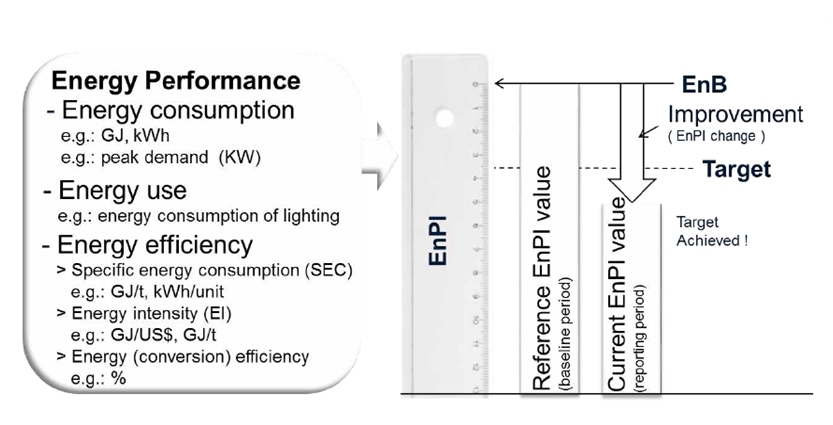 Energy Performance
- Energy consumption
e.g.: GJ, kWh
e.g.: peak demand (KW)
- Energy use
e.g.: energy consumption of lighting
- Energy efficiency
> Specific energy consumption (SEC)
e.g.: GJ/t, kWh/unit
> Energy intensity (EI)
e.g.: GJ/US$, GJ/t
> Energy (conversion) efficiency
e.g.: %
EnPI
Reference EnPI value
(baseline period)
Current EnPI value
(reporting period)
EnB
Improvement
( EnPI change )
Target
Target
Achieved !